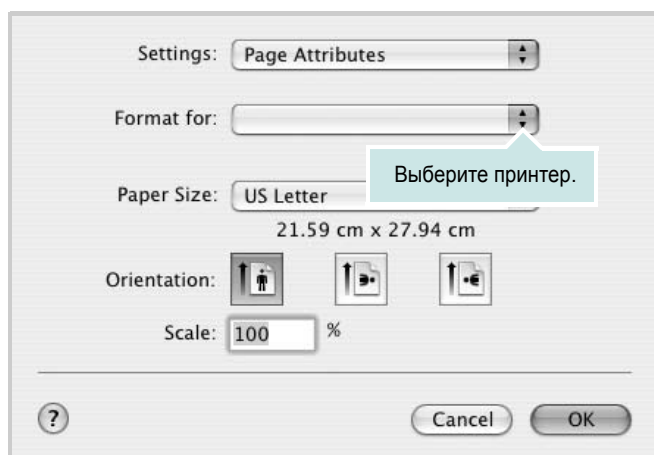 Settings: Page Attributes
Format for:
Выберите принтер.
Paper Size: US Letter
21.59 cm x 27.94 cm
Orientation:
Scale: 100 %
? Cancel OK